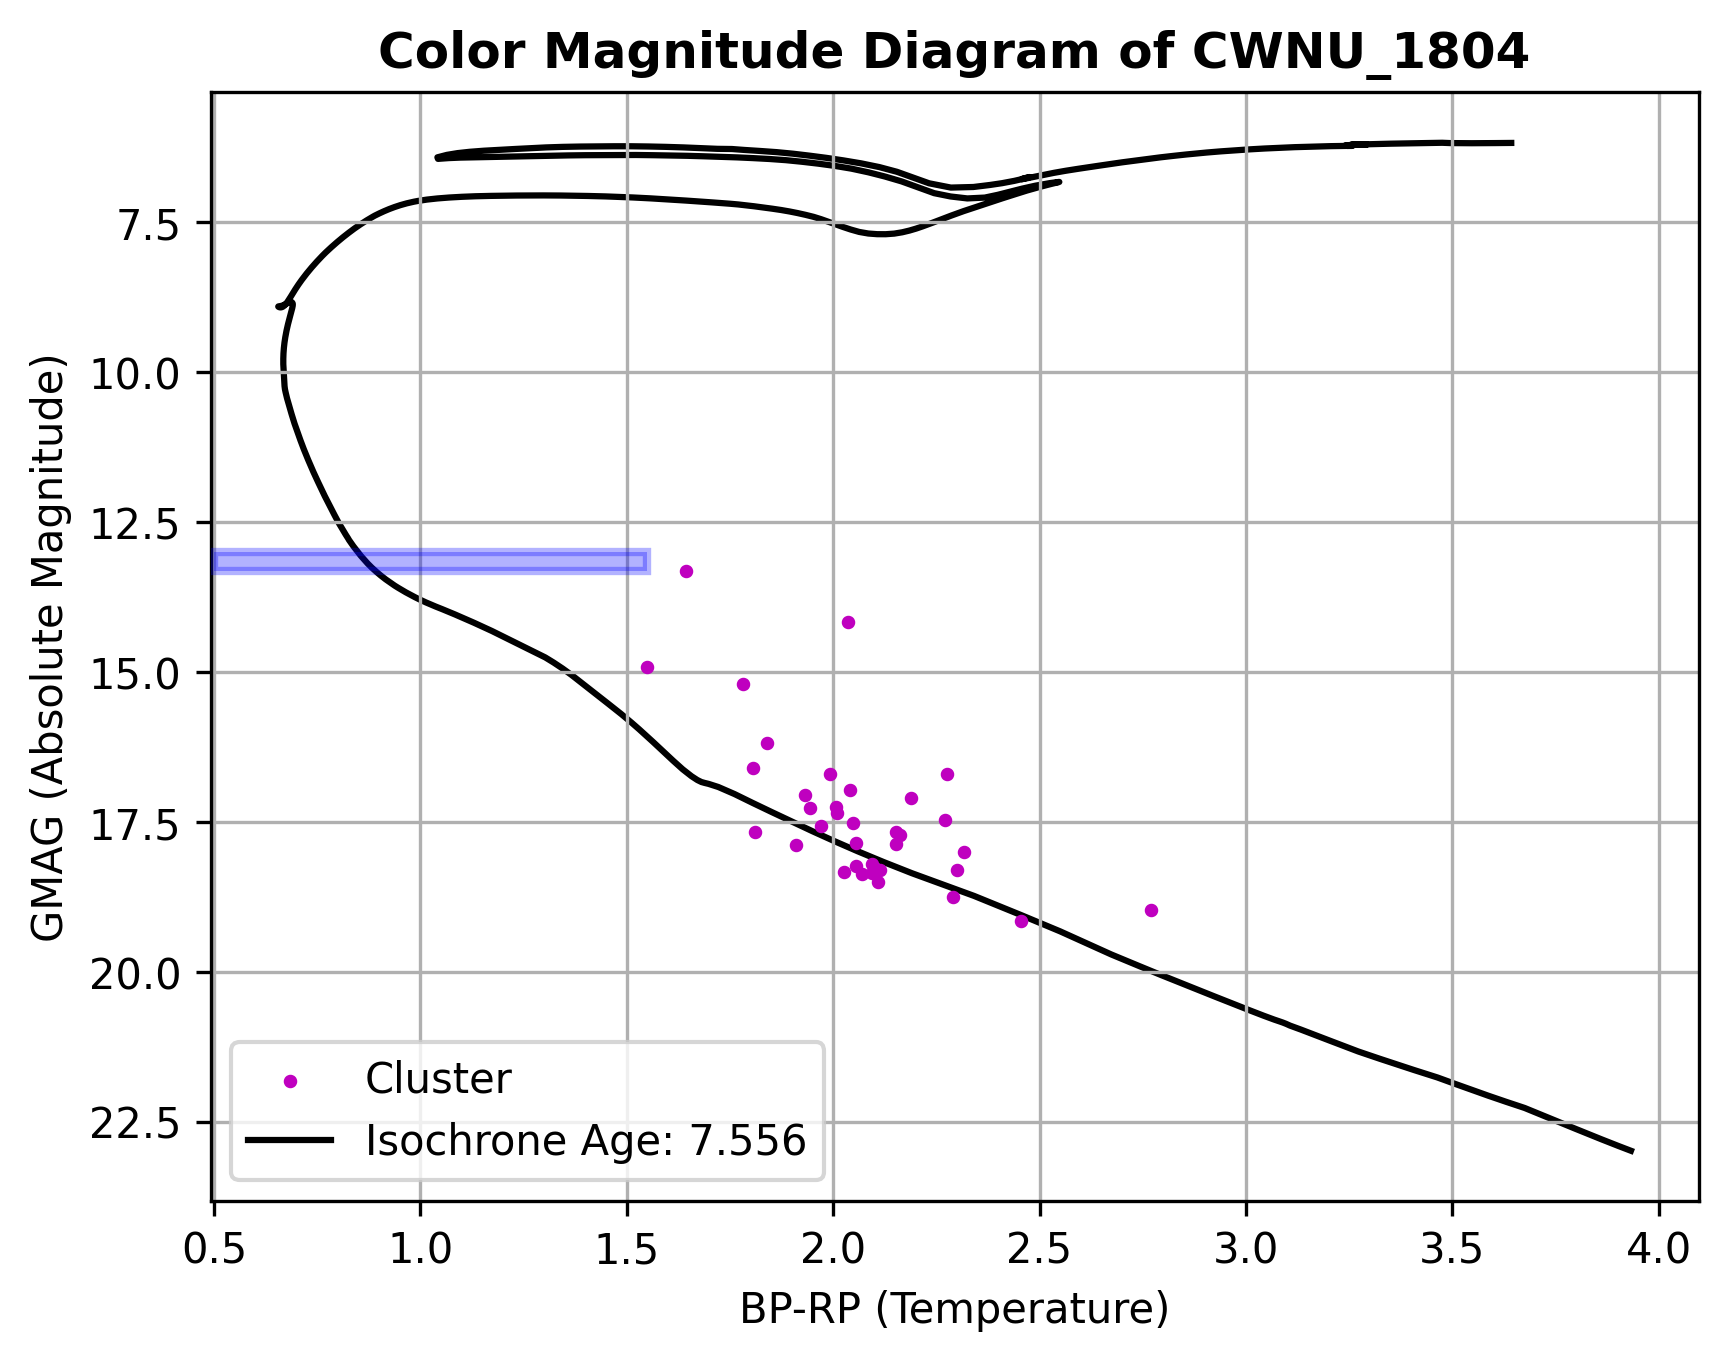 Color Magnitude Diagram of CWNU_1804
GMAG (Absolute Magnitude)
7.5
10.0
12.5
15.0
17.5
20.0
22.5
Cluster
Isochrone Age: 7.556
0.5 1.0 1.5 2.0 2.5 3.0 3.5 4.0
BP-RP (Temperature)